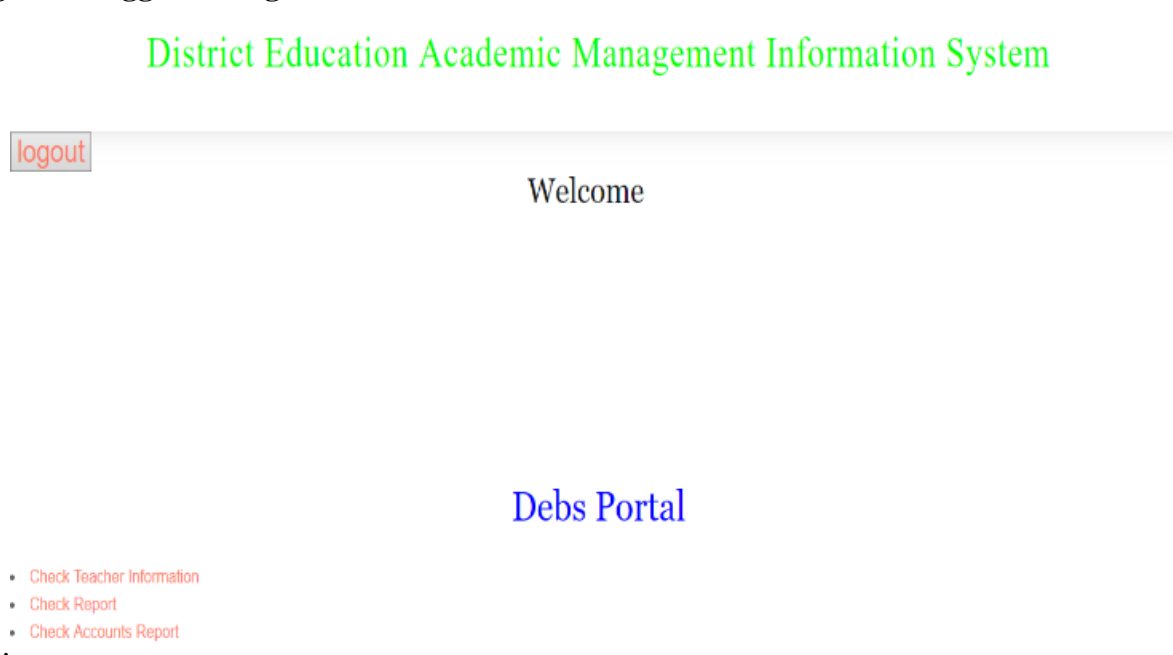 District Education Academic Management Information System
logout
Welcome
Debs Portal
Check Teacher Information
Check Report
Check Accounts Report